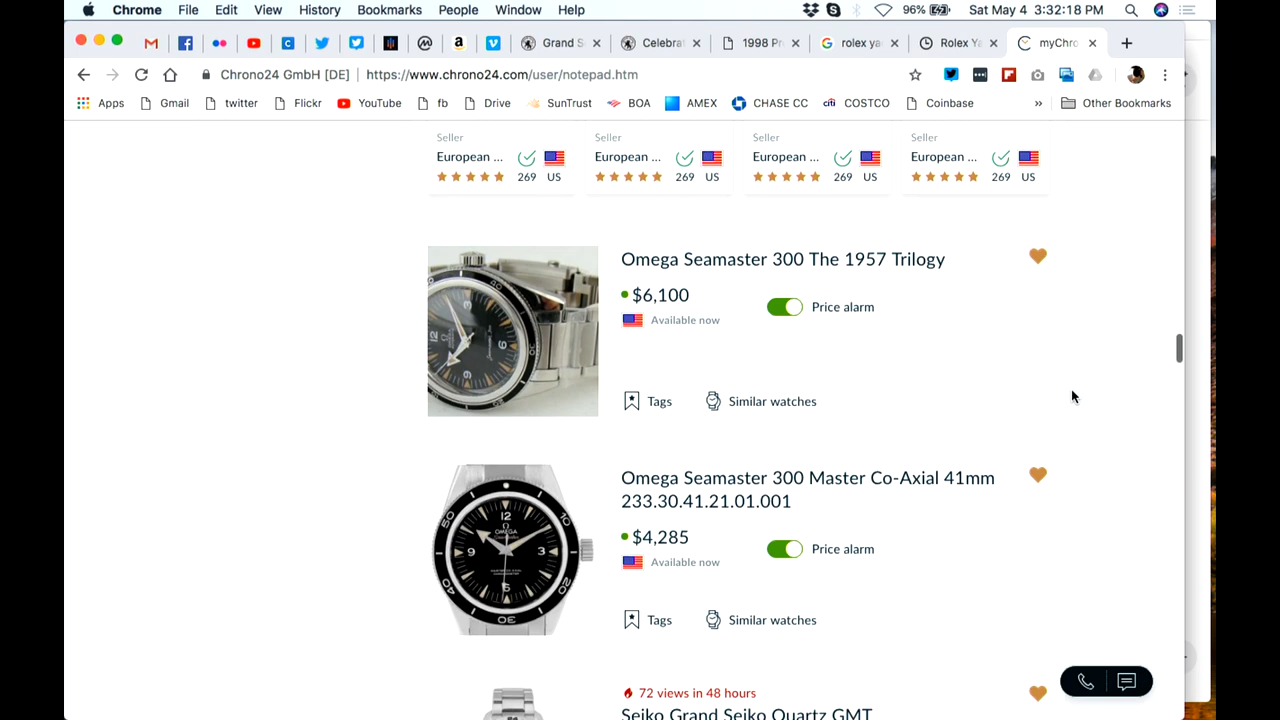 Chrome File Edit View History Bookmarks People Window Help 96% Sat May 4 3:32:18 PM
Grand S Celebrat 1998 Pr rolex ya Rolex Ya myChro
Chrono24 GmbH [DE] https://www.chrono24.com/user/notepad.htm
Apps Gmail twitter Flickr YouTube fb Drive SunTrust BOA AMEX CHASE CC citi COSTCO Coinbase » Other Bookmarks
Seller Seller Seller Seller
European ... European ... European ... European ...
269 US 269 US 269 US 269 US
Omega Seamaster 300 The 1957 Trilogy
$6,100
Price alarm
Available now
Tags Similar watches
Omega Seamaster 300 Master Co-Axial 41mm
233.30.41.21.01.001
$4,285
Price alarm
Available now
Tags Similar watches
72 views in 48 hours
Seiko Grand Seiko Quartz GMT